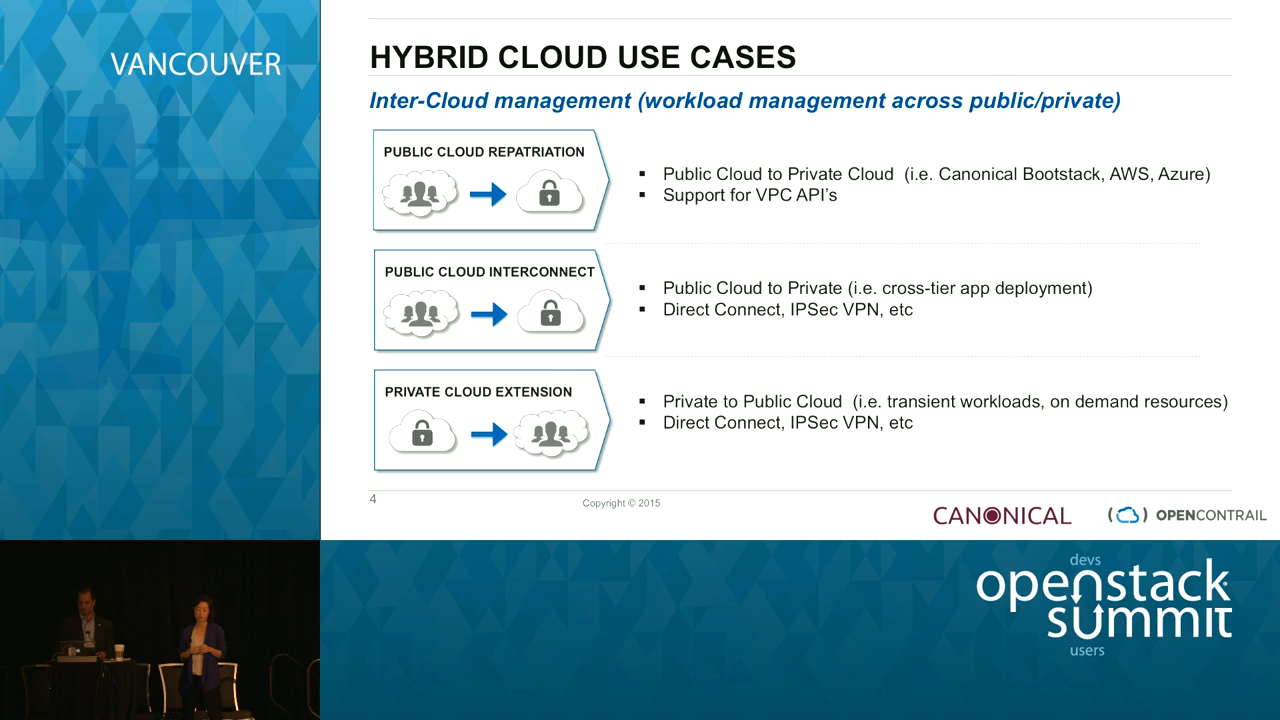 VANCOUVER
HYBRID CLOUD USE CASES
Inter-Cloud management (workload management across public/private)
PUBLIC CLOUD REPATRIATION
▪ Public Cloud to Private Cloud (i.e. Canonical Bootstack, AWS, Azure)
▪ Support for VPC API’s
PUBLIC CLOUD INTERCONNECT
▪ Public Cloud to Private (i.e. cross-tier app deployment)
▪ Direct Connect, IPSec VPN, etc
PRIVATE CLOUD EXTENSION
▪ Private to Public Cloud (i.e. transient workloads, on demand resources)
▪ Direct Connect, IPSec VPN, etc
4
Copyright © 2015
CANONICAL
OPENCONTRAIL
devs
openstack
summit
users